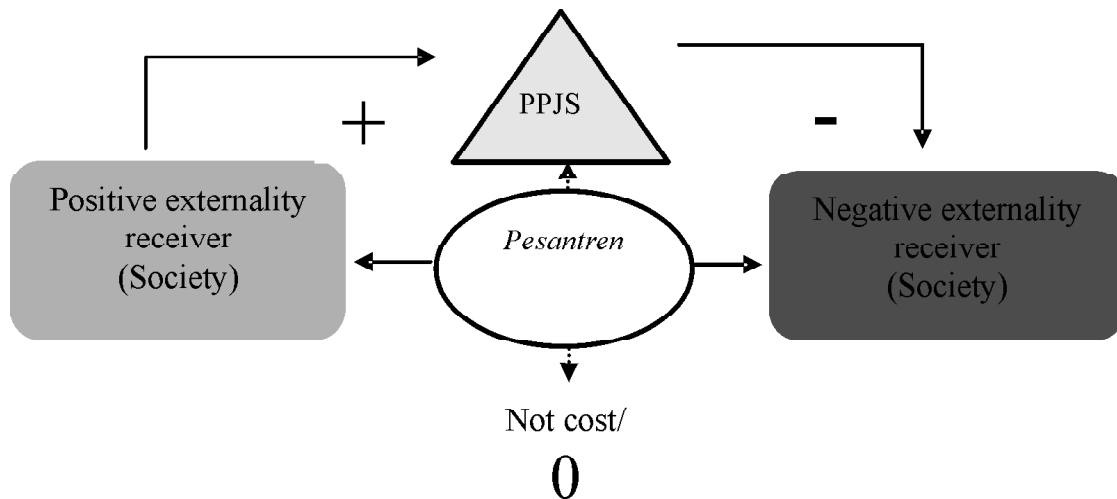 PPJS
+
-
Positive externality
receiver
(Society)
Pesantren
Negative externality
receiver
(Society)
Not cost/
0